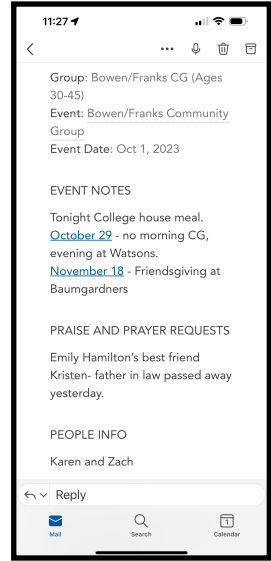 11:27
Group: Bowen/Franks CG (Ages
30-45)
Event: Bowen/Franks Community
Group
Event Date: Oct 1, 2023
EVENT NOTES
Tonight College house meal.
October 29 - no morning CG,
evening at Watsons.
November 18 - Friendsgiving at
Baumgardners
PRAISE AND PRAYER REQUESTS
Emily Hamilton's best friend
Kristen- father in law passed away
yesterday.
PEOPLE INFO
Karen and Zach
Reply
Mail Search 1 Calendar